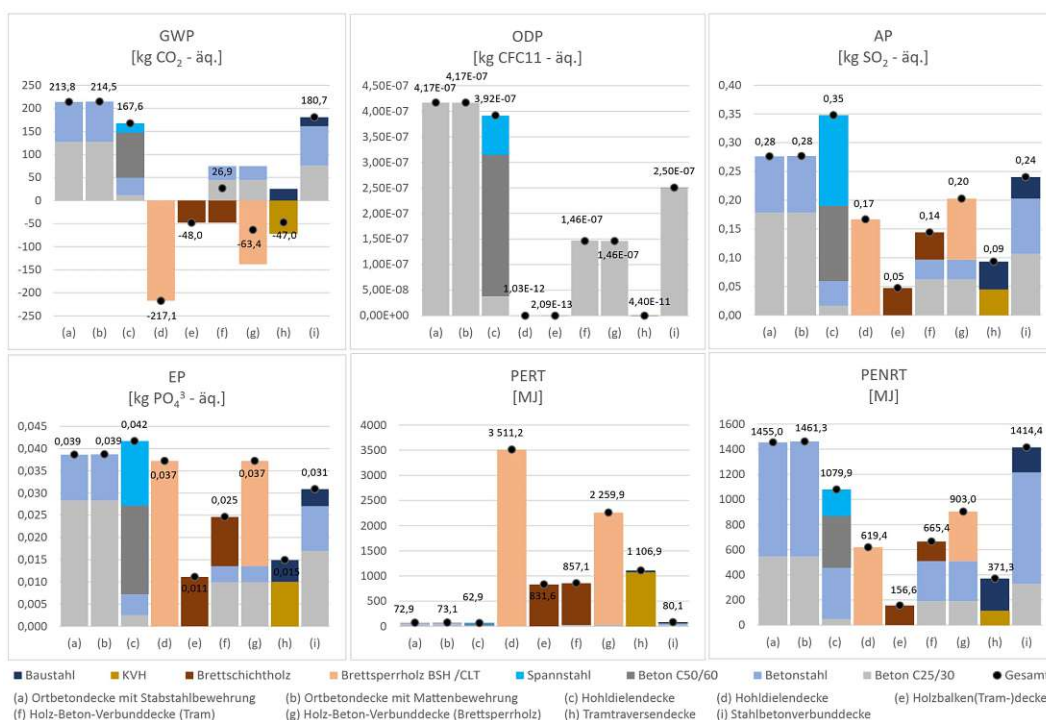 GWP
[kg CO₂ - äq.]
250
200
150
100
50
0
-50
-100
-150
-200
-250
213,8
214,5
167,6
-217,1
-48,0
26,9
-63,4
-47,0
180,7
(a) (b) (c) (d) (e) (f) (g) (h) (i)
ODP
[kg CFC11 - äq.]
4,50E-07
4,00E-07
3,50E-07
3,00E-07
2,50E-07
2,00E-07
1,50E-07
1,00E-07
5,00E-08
0,00E+00
4,17E-07
4,17E-07
3,92E-07
1,03E-12
2,09E-13
1,46E-07
1,46E-07
4,40E-11
2,50E-07
(a) (b) (c) (d) (e) (f) (g) (h) (i)
AP
[kg SO₂ - äq.]
0,40
0,35
0,30
0,25
0,20
0,15
0,10
0,05
0,00
0,28
0,28
0,35
0,17
0,05
0,14
0,20
0,09
0,24
(a) (b) (c) (d) (e) (f) (g) (h) (i)
EP
[kg PO₄³ - äq.]
0,045
0,040
0,035
0,030
0,025
0,020
0,015
0,010
0,005
0,000
0,039
0,039
0,042
0,037
0,011
0,025
0,037
0,015
0,031
(a) (b) (c) (d) (e) (f) (g) (h) (i)
PERT
[MJ]
4000
3500
3000
2500
2000
1500
1000
500
0
72,9
73,1
62,9
3 511,2
831,6
857,1
2 259,9
1 106,9
80,1
(a) (b) (c) (d) (e) (f) (g) (h) (i)
PENRT
[MJ]
1600
1400
1200
1000
800
600
400
200
0
1455,0
1461,3
1079,9
619,4
156,6
665,4
903,0
371,3
1414,4
(a) (b) (c) (d) (e) (f) (g) (h) (i)
Baustahl KVH Brettschichtholz Brettsperrholz BSH /CLT Spannstahl Beton C50/60 Betonstahl Beton C25/30 Gesamt
(a) Ortbetondecke mit Stabstahlbewehrung (b) Ortbetondecke mit Mattenbewehrung (c) Hohldielendecke (d) Hohldielendecke (e) Holzbalken(Tram-)decke
(f) Holz-Beton-Verbunddecke (Tram) (g) Holz-Beton-Verbunddecke (Brettsperrholz) (h) Tramtraversendecke (i) Stahlbetonverbunddecke